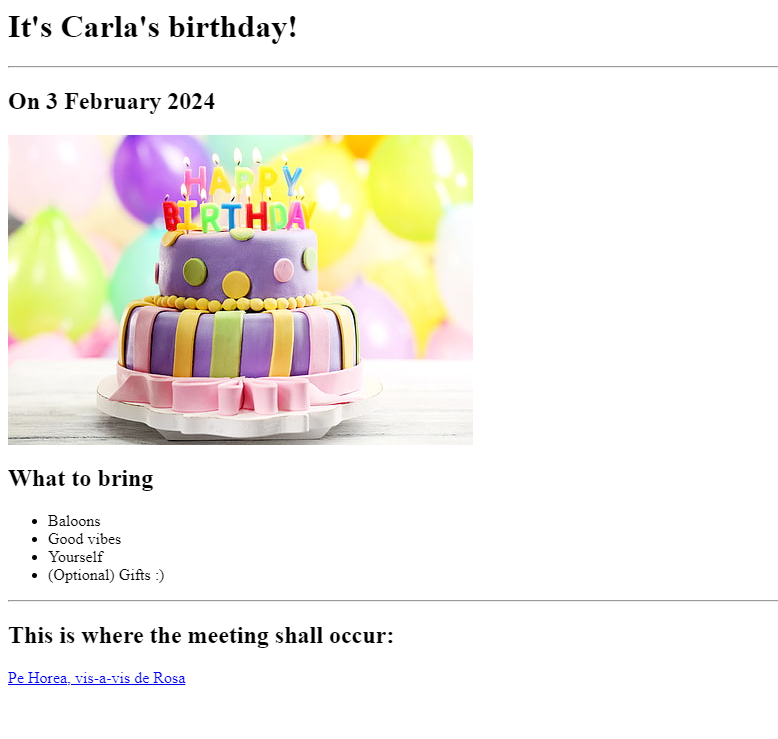 It's Carla's birthday!
On 3 February 2024
HAPPY
BIRTHDAY
What to bring
Baloons
Good vibes
Yourself
(Optional) Gifts :)
This is where the meeting shall occur:
Pe Horea, vis-a-vis de Rosa